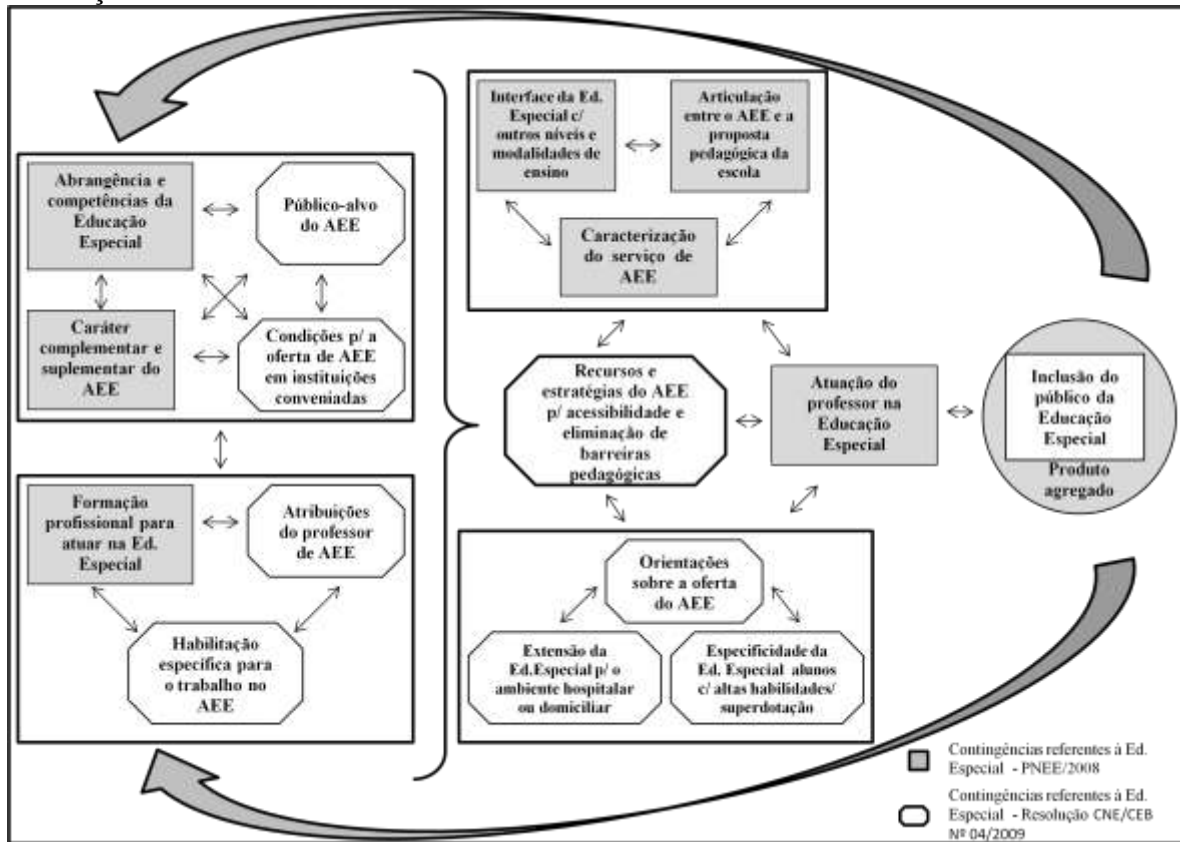 Interface da Ed.
Especial c/
outros níveis e
modalidades de
ensino
Articulação
entre o AEE e a
proposta
pedagógica da
escola
Caracterização
do serviço de
AEE
Abrangência e
competências da
Educação
Especial
Público-alvo
do AEE
Caráter
complementar e
suplementar do
AEE
Condições p/ a
oferta de AEE
em instituições
conveniadas
Formação
profissional para
atuar na Ed.
Especial
Atribuições
do professor
de AEE
Habilitação
específica para
o trabalho no
AEE
Recursos e
estratégias do AEE
p/ acessibilidade e
eliminação de
barreiras
pedagógicas
Atuação do
professor na
Educação
Especial
Inclusão do
público da
Educação
Especial
Produto
agregado
Orientações
sobre a oferta
do AEE
Extensão da
Ed.Especial p/ o
ambiente hospitalar
ou domiciliar
Especificidade da
Ed. Especial alunos
c/ altas habilidades/
superdotação
Contingências referentes à Ed.
Especial - PNEE/2008
Contingências referentes à Ed.
Especial - Resolução CNE/CEB
Nº 04/2009